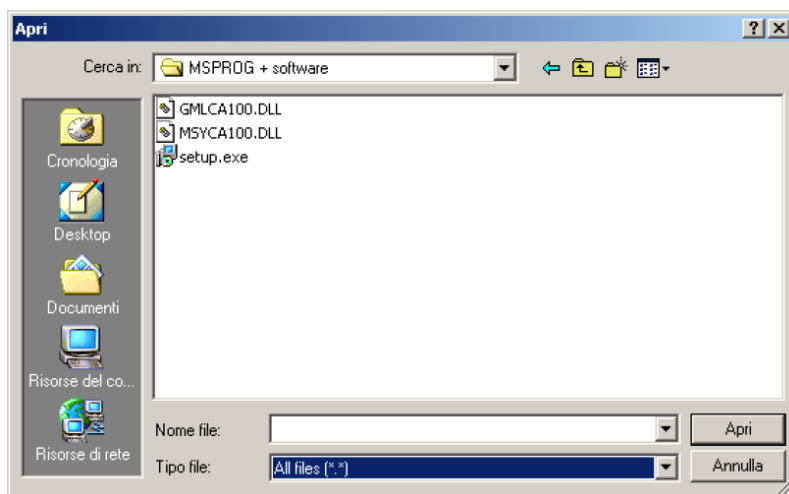 Apri
Cerca in: MSPROG + software
GMLCA100.DLL
MSYCA100.DLL
setup.exe
Cronologia
Desktop
Documenti
Risorse del co...
Risorse di rete
Nome file: Apri
Tipo file: All files (*.*) Annulla